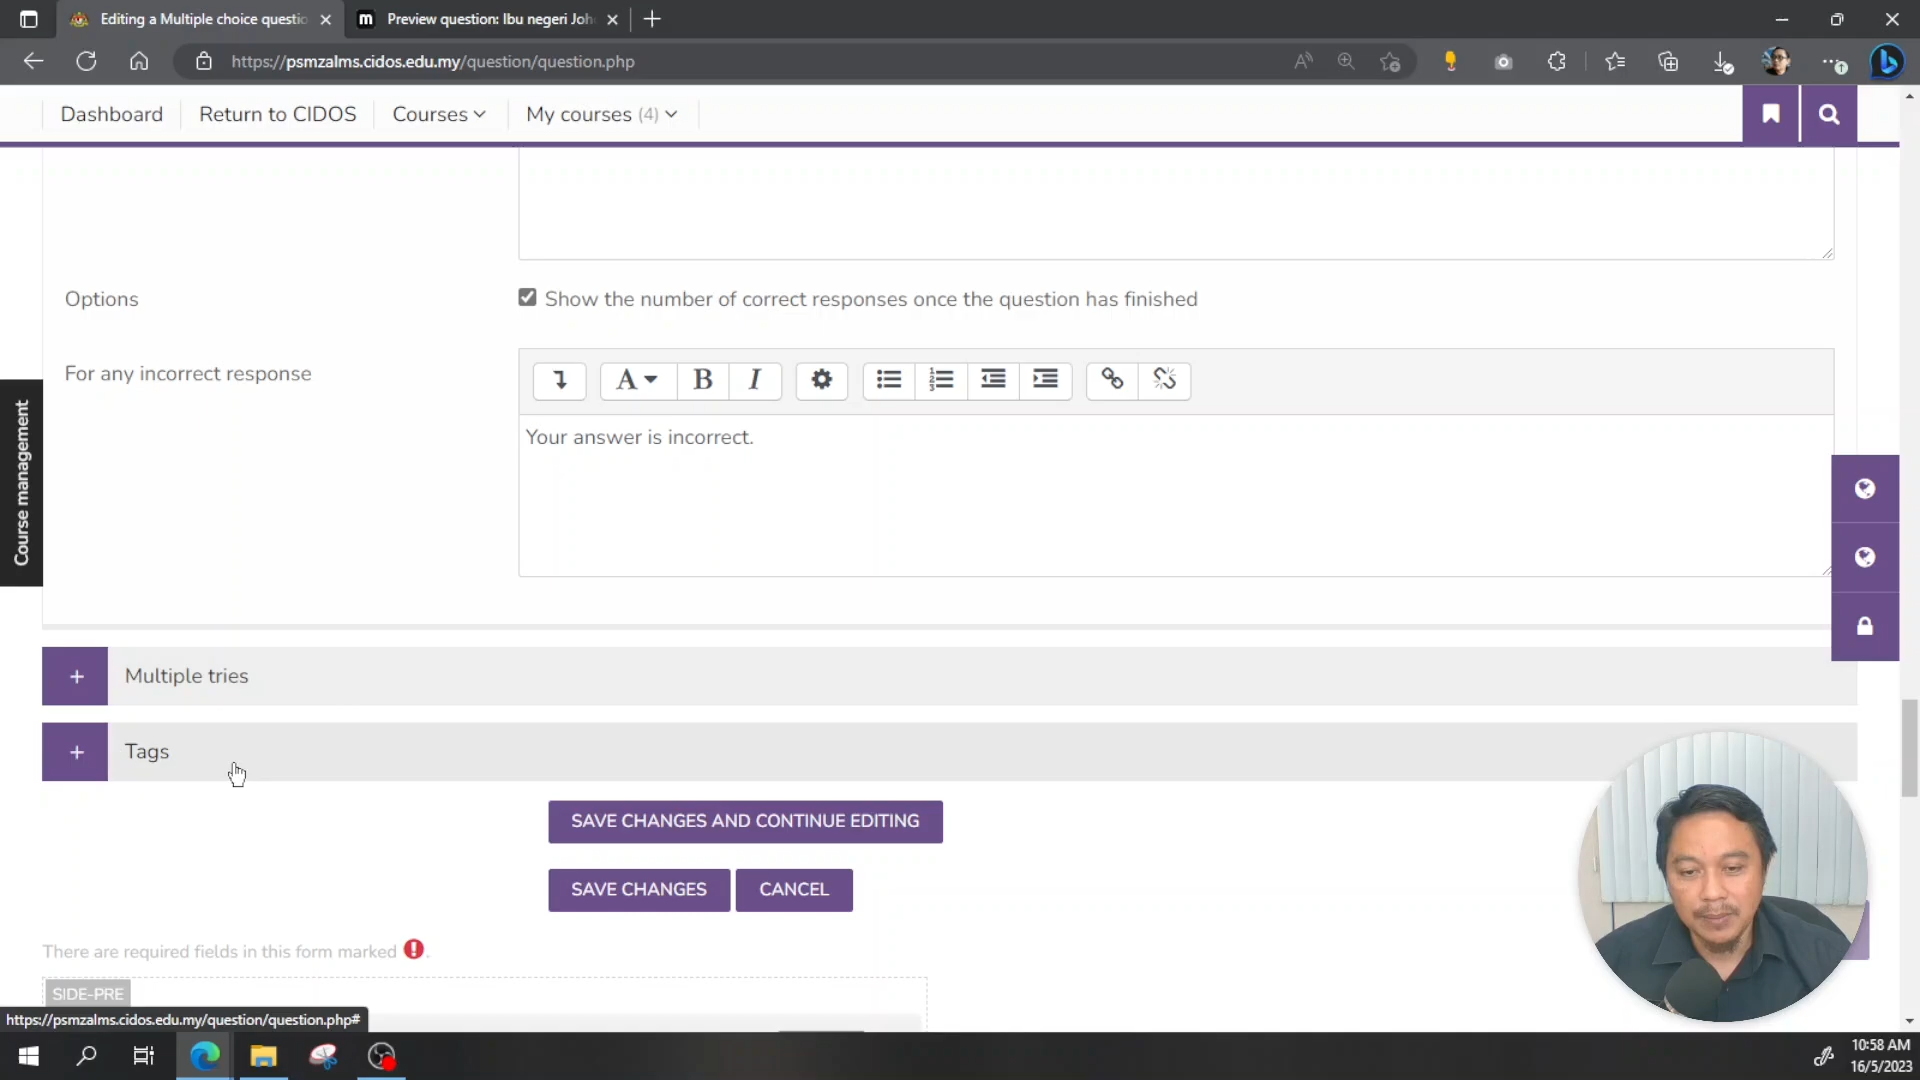 Editing a Multiple choice questio
Preview question: Ibu negeri Joh
https://psmzalms.cidos.edu.my/question/question.php
Dashboard
Return to CIDOS
Courses
My courses (4)
Options
Show the number of correct responses once the question has finished
For any incorrect response
A
B
I
Your answer is incorrect.
Course management
+ Multiple tries
+ Tags
SAVE CHANGES AND CONTINUE EDITING
SAVE CHANGES
CANCEL
There are required fields in this form marked .
SIDE-PRE
https://psmzalms.cidos.edu.my/question/question.php#
10:58 AM
16/5/2023